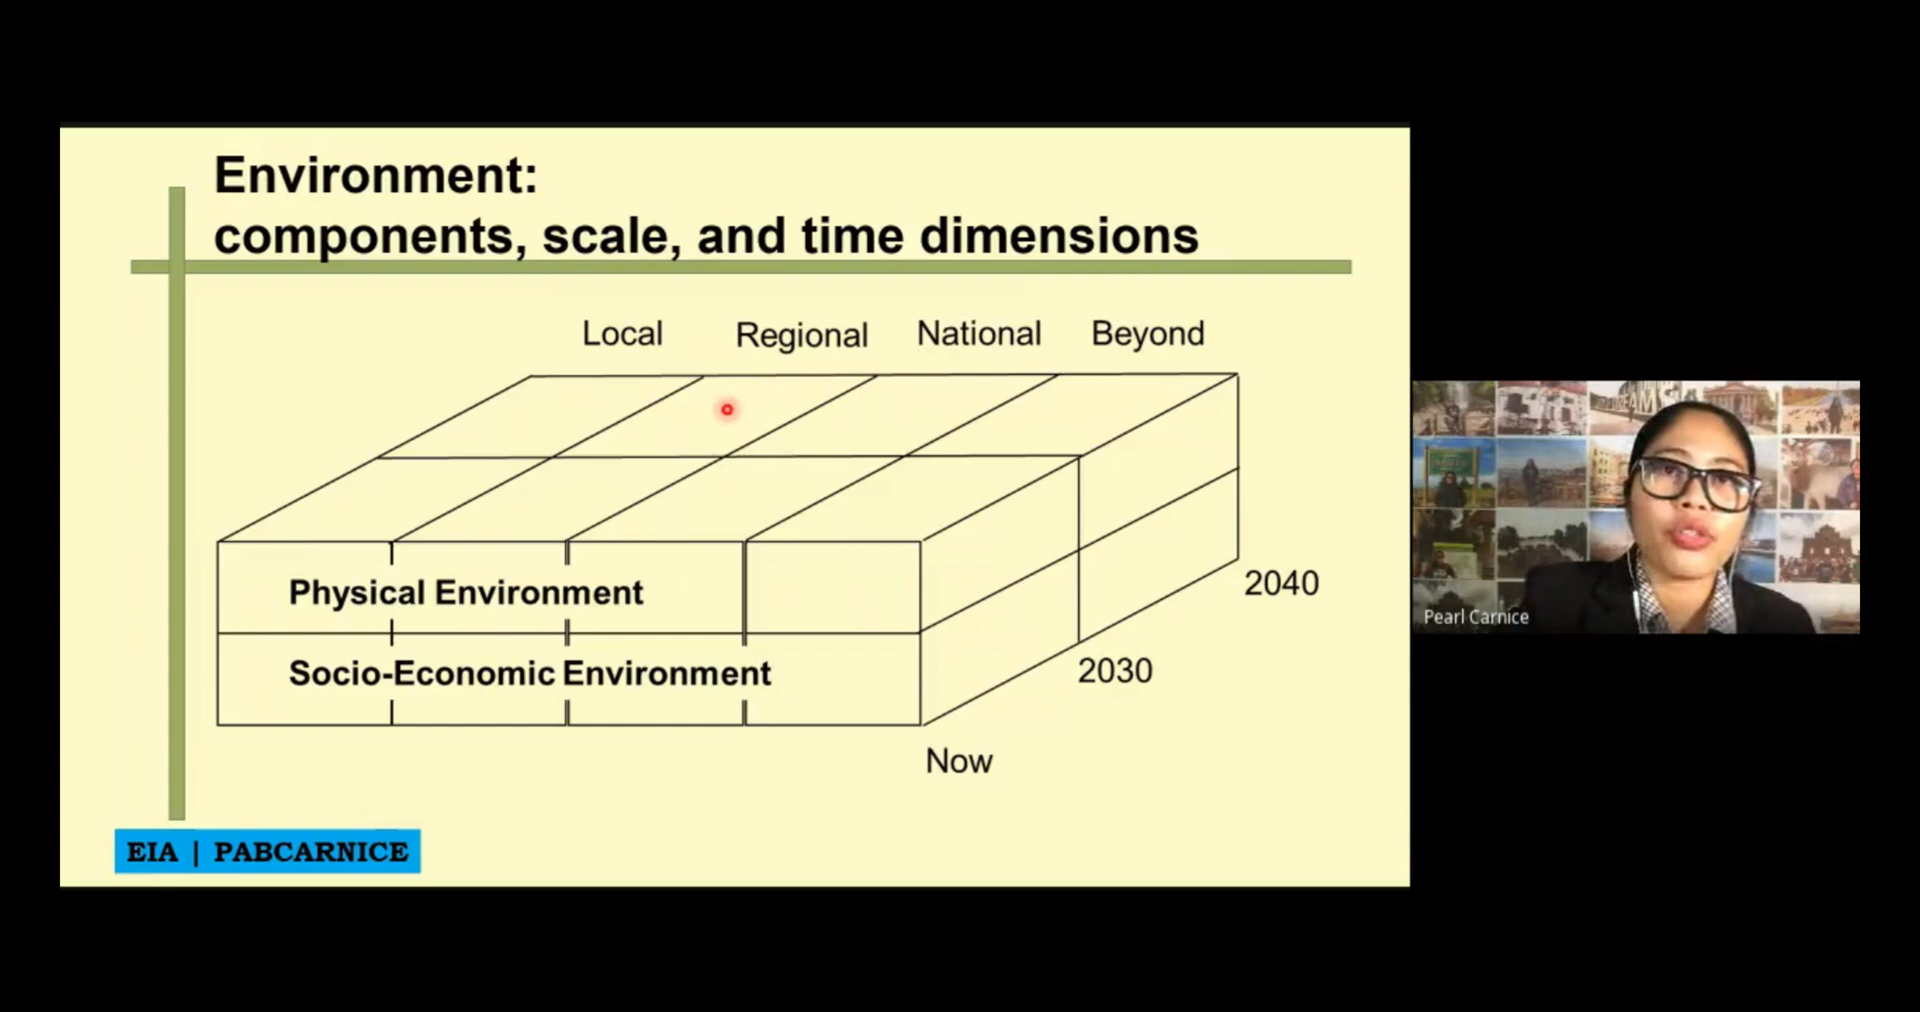 Environment:
components, scale, and time dimensions
Local Regional National Beyond
Physical Environment
Socio-Economic Environment
2040
2030
Now
EIA | PABCARNICE
Pearl Carnice